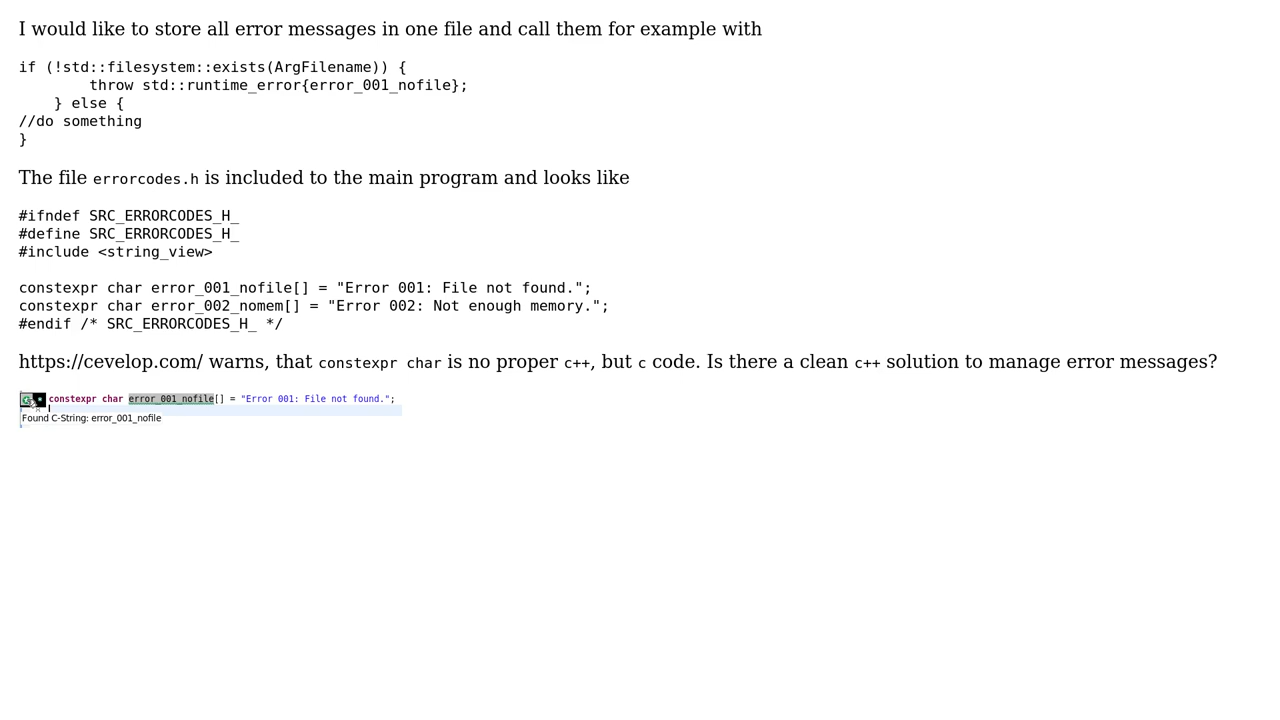 I would like to store all error messages in one file and call them for example with
if (!std::filesystem::exists(ArgFilename)) {
        throw std::runtime_error{error_001_nofile};
    } else {
//do something
}
The file errorcodes.h is included to the main program and looks like
#ifndef SRC_ERRORCODES_H_
#define SRC_ERRORCODES_H_
#include <string_view>
constexpr char error_001_nofile[] = "Error 001: File not found.";
constexpr char error_002_nomem[] = "Error 002: Not enough memory.";
#endif /* SRC_ERRORCODES_H_ */
https://cevelop.com/ warns, that constexpr char is no proper c++, but c code. Is there a clean c++ solution to manage error messages?
constexpr char error_001_nofile[] = "Error 001: File not found.";
Found C-String: error_001_nofile